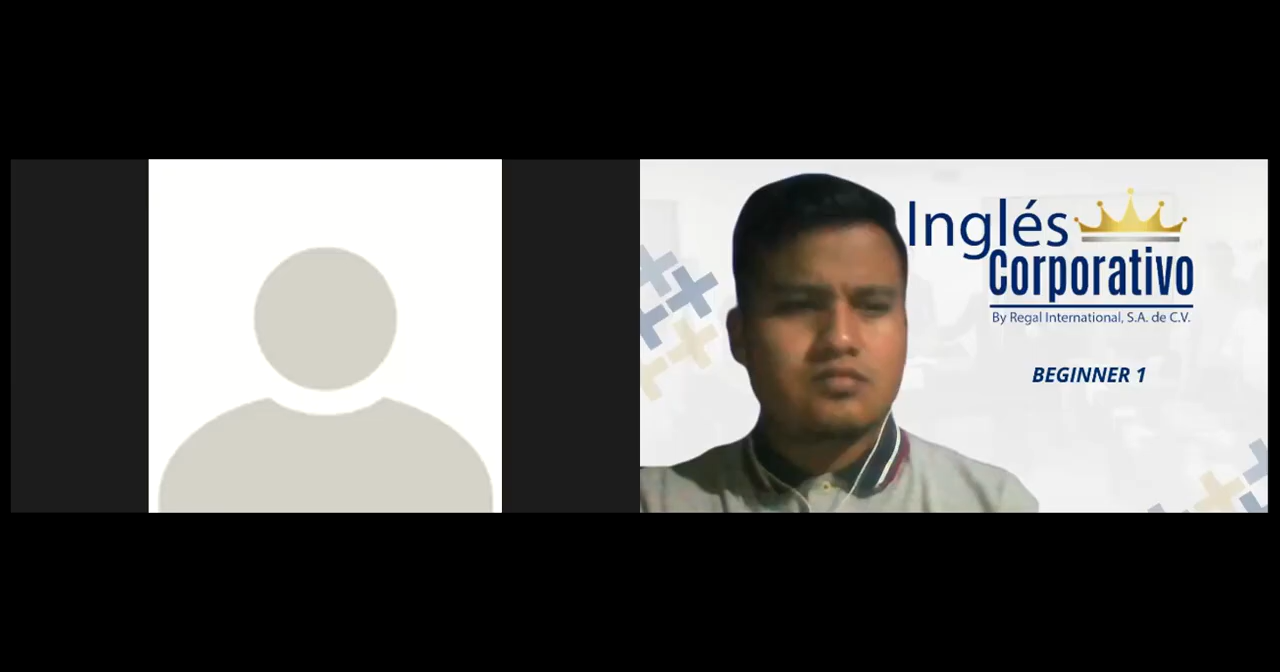 Inglés
Corporativo
By Regal International, S.A. de C.V.
BEGINNER 1